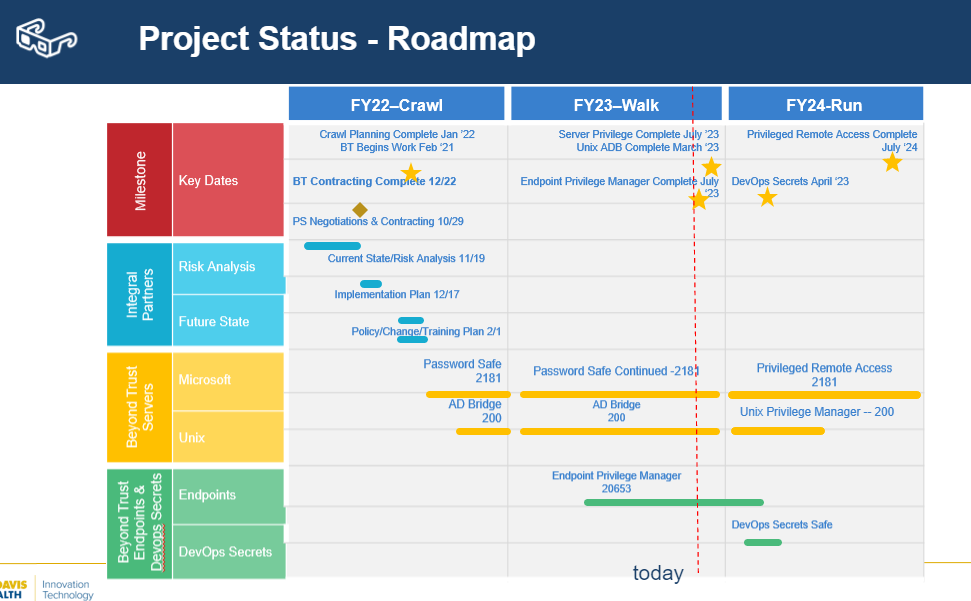 Project Status - Roadmap
FY22–Crawl
FY23–Walk
FY24-Run
Milestone
Key Dates
Crawl Planning Complete Jan '22
BT Begins Work Feb '21
BT Contracting Complete 12/22
PS Negotiations & Contracting 10/29
Server Privilege Complete July '23
Unix ADB Complete March '23
Endpoint Privilege Manager Complete July
'23
Privileged Remote Access Complete
July '24
DevOps Secrets April '23
Integral
Partners
Risk Analysis
Future State
Current State/Risk Analysis 11/19
Implementation Plan 12/17
Policy/Change/Training Plan 2/1
Beyond Trust
Servers
Microsoft
Unix
Password Safe
2181
Password Safe Continued -2181
Privileged Remote Access
2181
AD Bridge
200
AD Bridge
200
Unix Privilege Manager -- 200
Beyond Trust
Endpoints &
Devops Secrets
Endpoints
DevOps Secrets
Endpoint Privilege Manager
20653
DevOps Secrets Safe
today
DAVIS
ALTH
Innovation
Technology